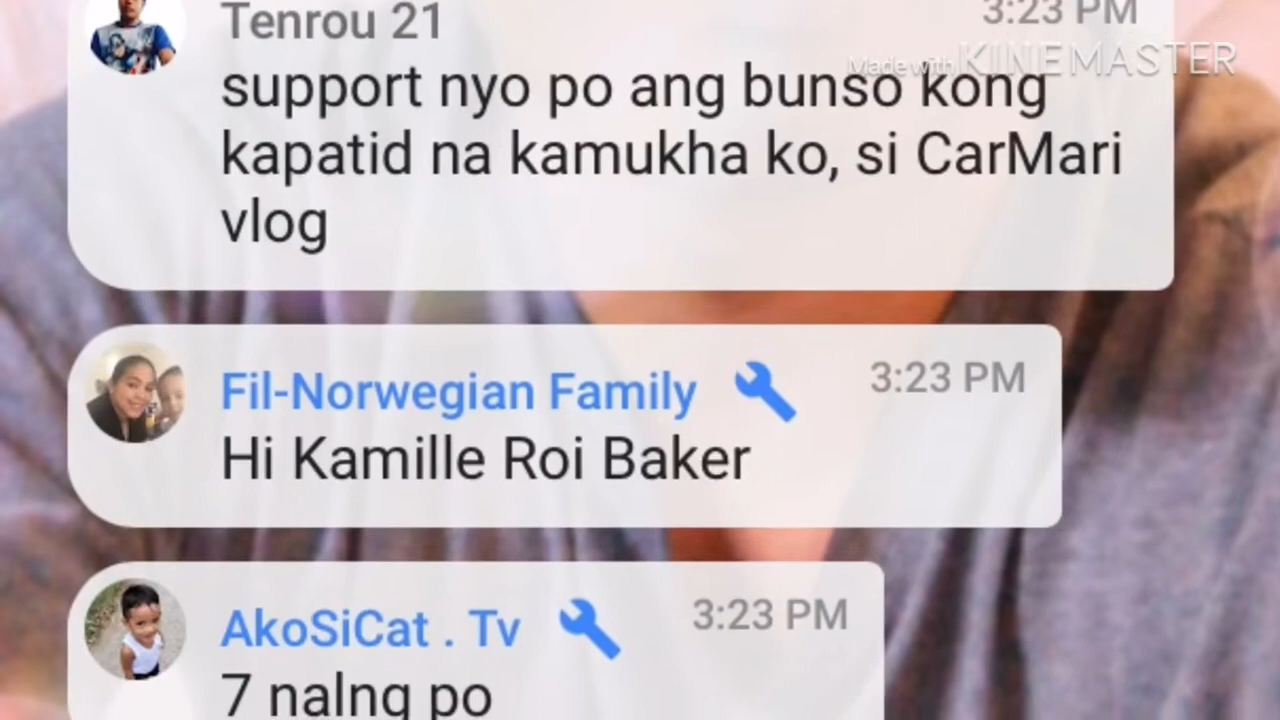 Tenrou 21 3:23 PM
Made with KINEMASTER
support nyo po ang bunso kong
kapatid na kamukha ko, si CarMari
vlog
Fil-Norwegian Family 3:23 PM
Hi Kamille Roi Baker
AkoSiCat . Tv 3:23 PM
7 nalng po